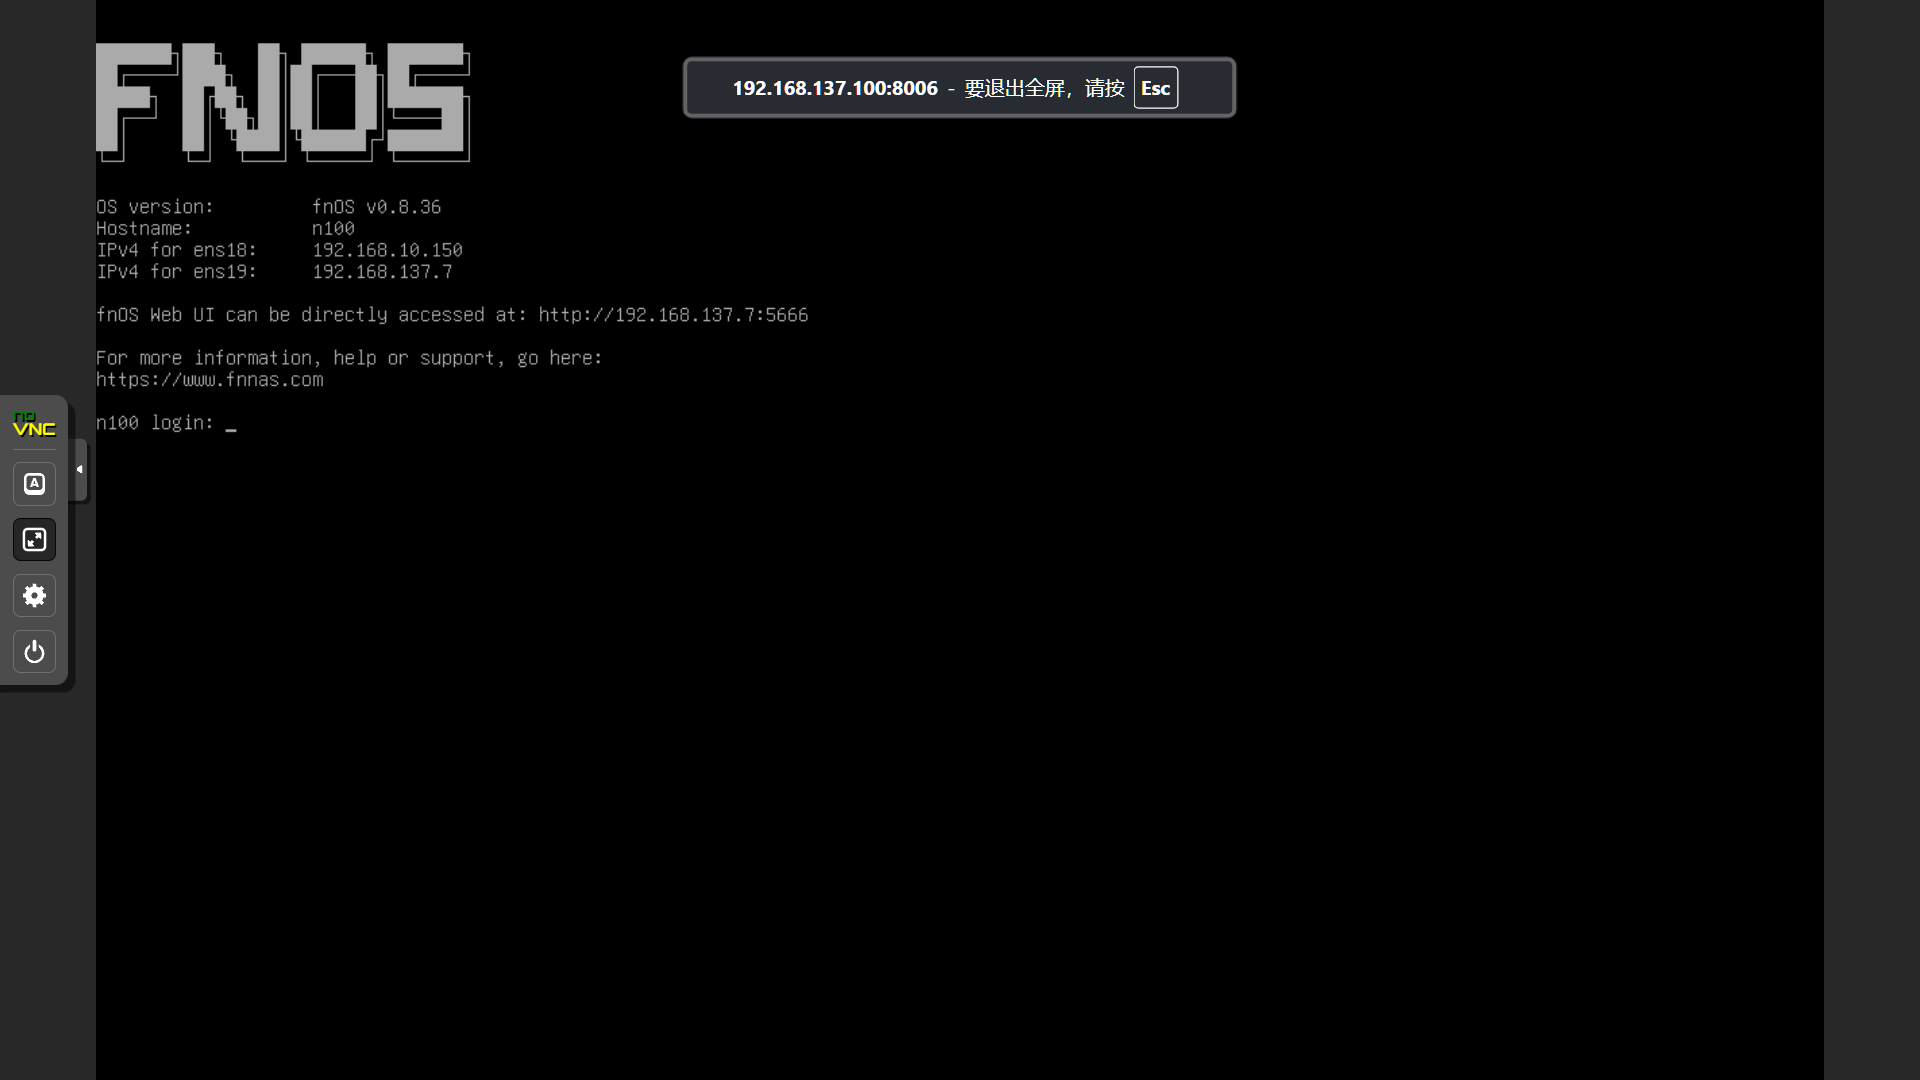 FNOS
192.168.137.100:8006 - 要退出全屏，请按 Esc
OS version: fnOS v0.8.36
Hostname: n100
IPv4 for ens18: 192.168.10.150
IPv4 for ens19: 192.168.137.7
fnOS Web UI can be directly accessed at: http://192.168.137.7:5666
For more information, help or support, go here:
https://www.fnnas.com
n100 login: _
no
VNC
A